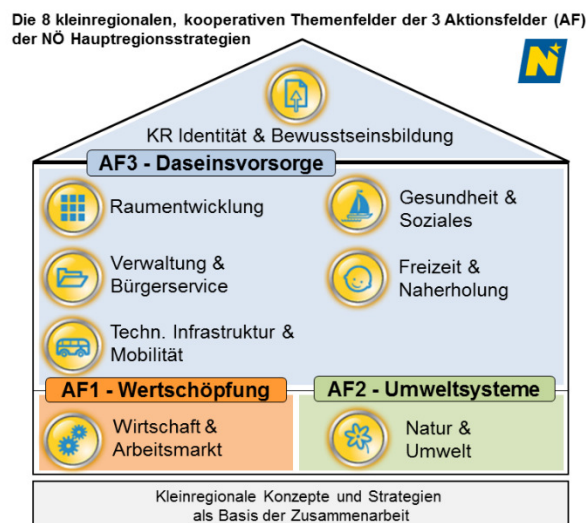 Die 8 kleinregionalen, kooperativen Themenfelder der 3 Aktionsfelder (AF)
der NÖ Hauptregionsstrategien
N
KR Identität & Bewusstseinsbildung
AF3 - Daseinsvorsorge
Raumentwicklung
Gesundheit &
Soziales
Verwaltung &
Bürgerservice
Freizeit &
Naherholung
Techn. Infrastruktur &
Mobilität
AF1 - Wertschöpfung
AF2 - Umweltsysteme
Wirtschaft &
Arbeitsmarkt
Natur &
Umwelt
Kleinregionale Konzepte und Strategien
als Basis der Zusammenarbeit